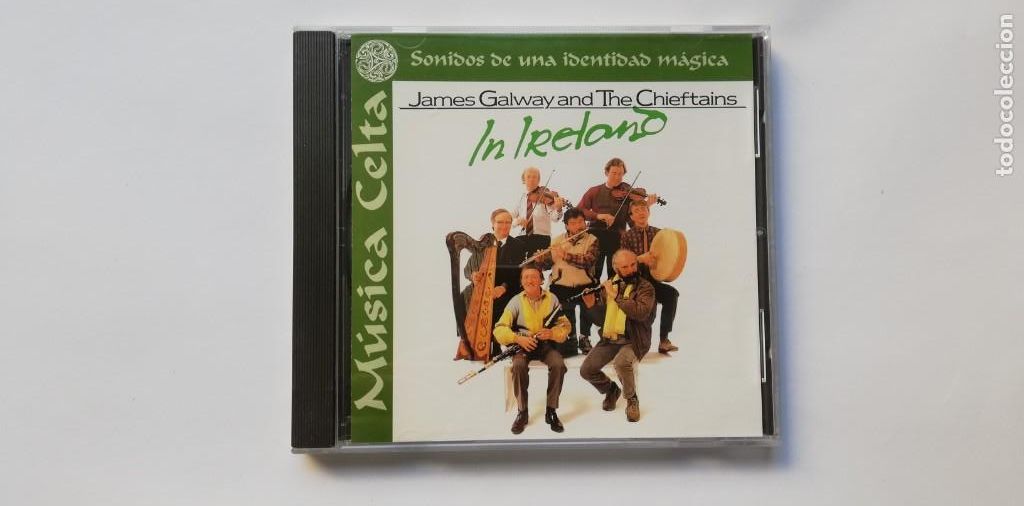 Sonidos de una identidad mágica
Música Celta
James Galway and The Chieftains
In Ireland
todocoleccion